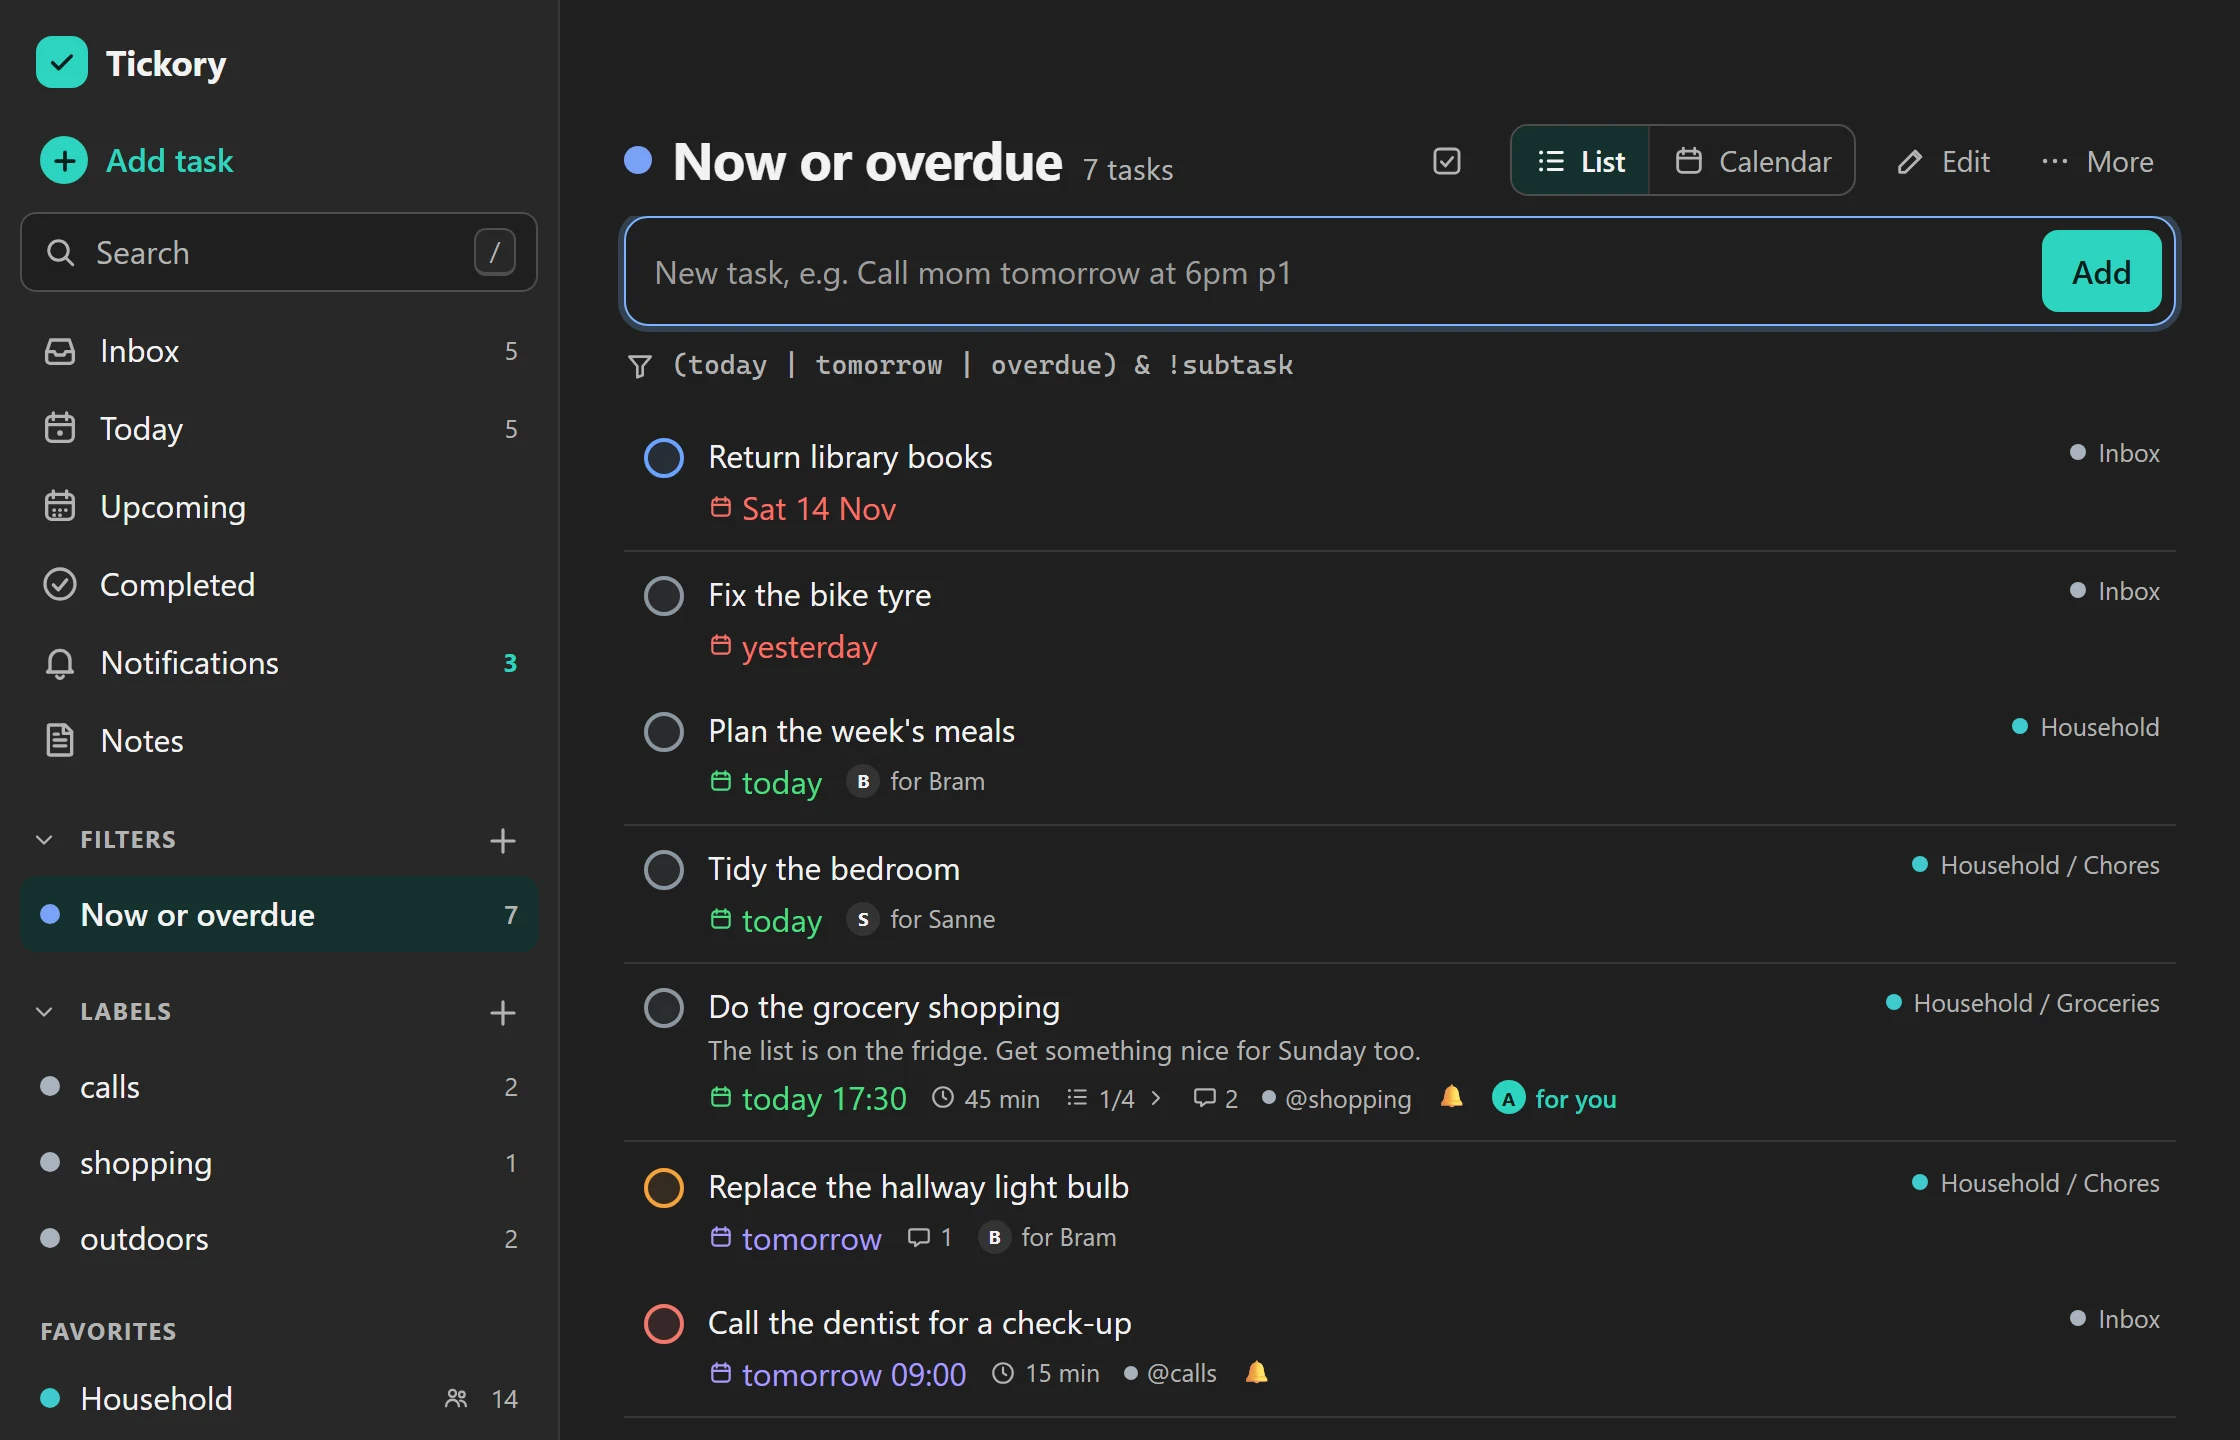 Tickory
Add task
Search /
Inbox 5
Today 5
Upcoming
Completed
Notifications 3
Notes
FILTERS
Now or overdue 7
LABELS
calls 2
shopping 1
outdoors 2
FAVORITES
Household 14
Now or overdue 7 tasks
List Calendar Edit More
New task, e.g. Call mom tomorrow at 6pm p1 Add
(today | tomorrow | overdue) & !subtask
Return library books Inbox
Sat 14 Nov
Fix the bike tyre Inbox
yesterday
Plan the week's meals Household
today B for Bram
Tidy the bedroom Household / Chores
today S for Sanne
Do the grocery shopping Household / Groceries
The list is on the fridge. Get something nice for Sunday too.
today 17:30 45 min 1/4 2 @shopping A for you
Replace the hallway light bulb Household / Chores
tomorrow 1 B for Bram
Call the dentist for a check-up Inbox
tomorrow 09:00 15 min @calls